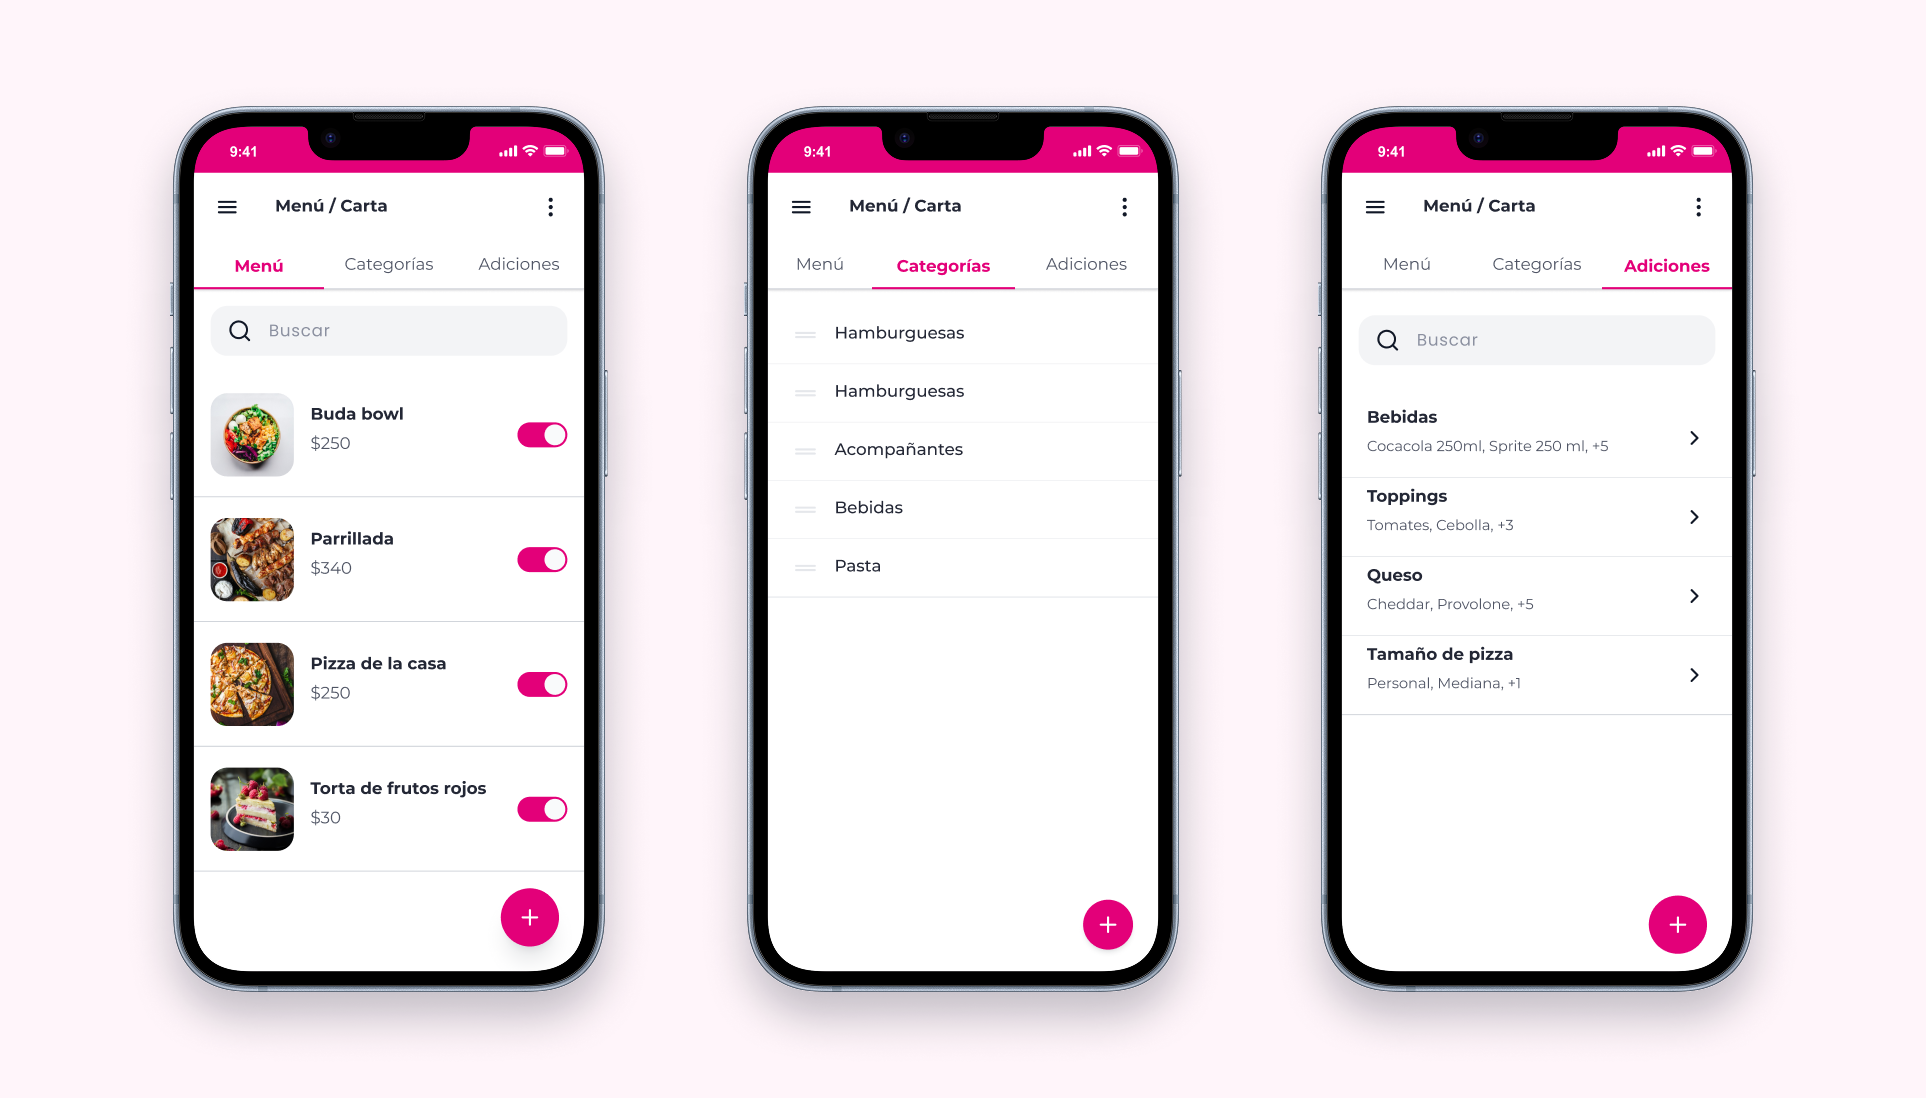 9:41
Menú / Carta
Menú Categorías Adiciones
Buscar
Buda bowl
$250
Parrillada
$340
Pizza de la casa
$250
Torta de frutos rojos
$30
9:41
Menú / Carta
Menú Categorías Adiciones
Hamburguesas
Hamburguesas
Acompañantes
Bebidas
Pasta
9:41
Menú / Carta
Menú Categorías Adiciones
Buscar
Bebidas
Cocacola 250ml, Sprite 250 ml, +5
Toppings
Tomates, Cebolla, +3
Queso
Cheddar, Provolone, +5
Tamaño de pizza
Personal, Mediana, +1